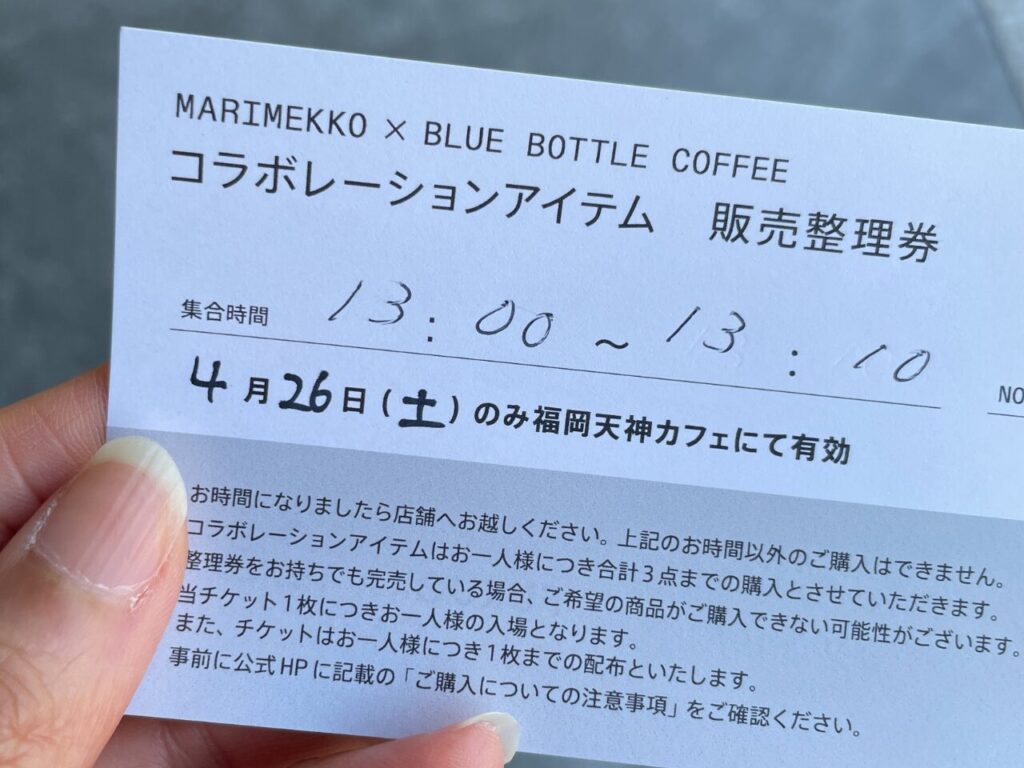 MARIMEKKO × BLUE BOTTLE COFFEE
コラボレーションアイテム 販売整理券
集合時間 13:00 ~ 13:10
NO
4月26日(土)のみ福岡天神カフェにて有効
お時間になりましたら店舗へお越しください。上記のお時間以外のご購入はできません。
コラボレーションアイテムはお一人様につき合計3点までの購入とさせていただきます。
整理券をお持ちでも完売している場合、ご希望の商品がご購入できない可能性がございます。
当チケット1枚につきお一人様の入場となります。
また、チケットはお一人様につき1枚までの配布といたします。
事前に公式HPに記載の「ご購入についての注意事項」をご確認ください。